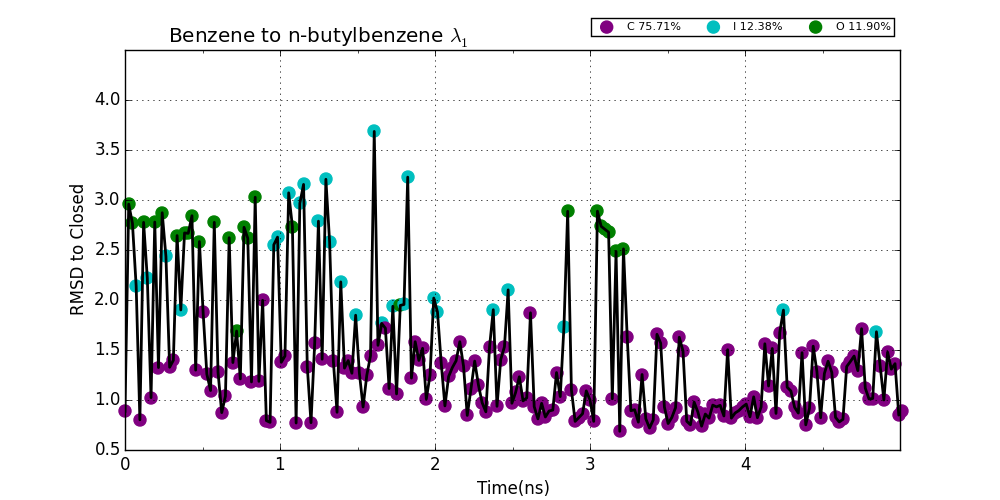 Benzene to n-butylbenzene λ₁
C 75.71% I 12.38% O 11.90%
4.0
3.5
3.0
2.5
2.0
1.5
1.0
0.5
RMSD to Closed
0 1 2 3 4
Time(ns)